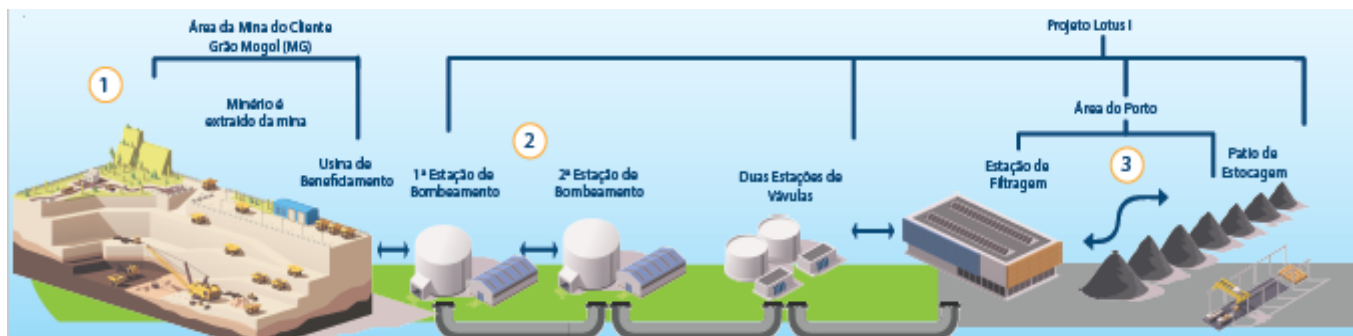 Área da Mina do Cliente
Grão Mogol (MG)
Projeto Lotus I
1
Minério é
extraído da mina
Usina de
Beneficiamento
2
1ª Estação de
Bombeamento
2ª Estação de
Bombeamento
Duas Estações de
Vávulas
Área do Porto
3
Estação de
Filtragem
Patio de
Estocagem